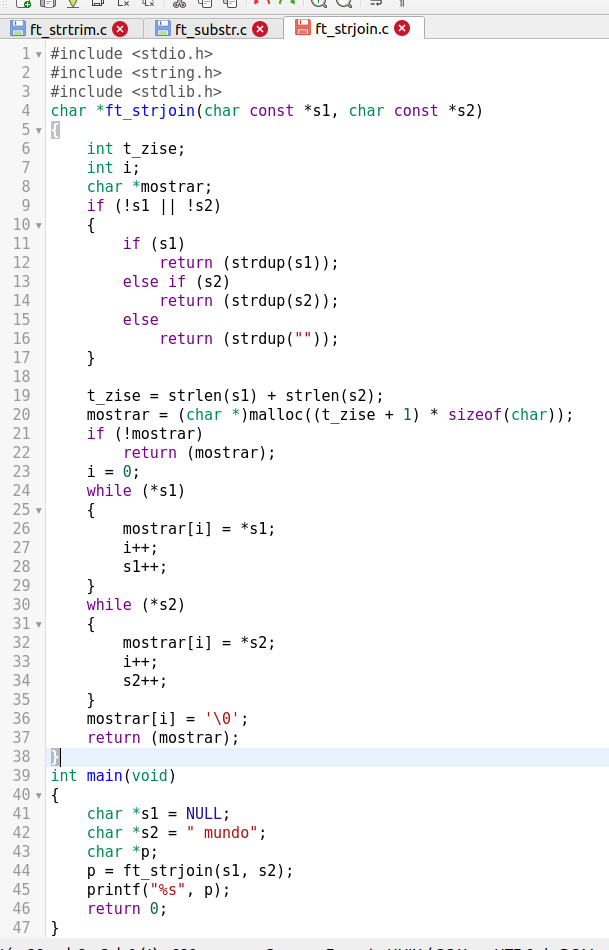 ft_strtrim.c ft_substr.c ft_strjoin.c
1 #include <stdio.h>
2 #include <string.h>
3 #include <stdlib.h>
4 char *ft_strjoin(char const *s1, char const *s2)
5 {
6     int t_zise;
7     int i;
8     char *mostrar;
9     if (!s1 || !s2)
10     {
11         if (s1)
12             return (strdup(s1));
13         else if (s2)
14             return (strdup(s2));
15         else
16             return (strdup(""));
17     }
18
19     t_zise = strlen(s1) + strlen(s2);
20     mostrar = (char *)malloc((t_zise + 1) * sizeof(char));
21     if (!mostrar)
22         return (mostrar);
23     i = 0;
24     while (*s1)
25     {
26         mostrar[i] = *s1;
27         i++;
28         s1++;
29     }
30     while (*s2)
31     {
32         mostrar[i] = *s2;
33         i++;
34         s2++;
35     }
36     mostrar[i] = '\0';
37     return (mostrar);
38 }
39 int main(void)
40 {
41     char *s1 = NULL;
42     char *s2 = " mundo";
43     char *p;
44     p = ft_strjoin(s1, s2);
45     printf("%s", p);
46     return 0;
47 }